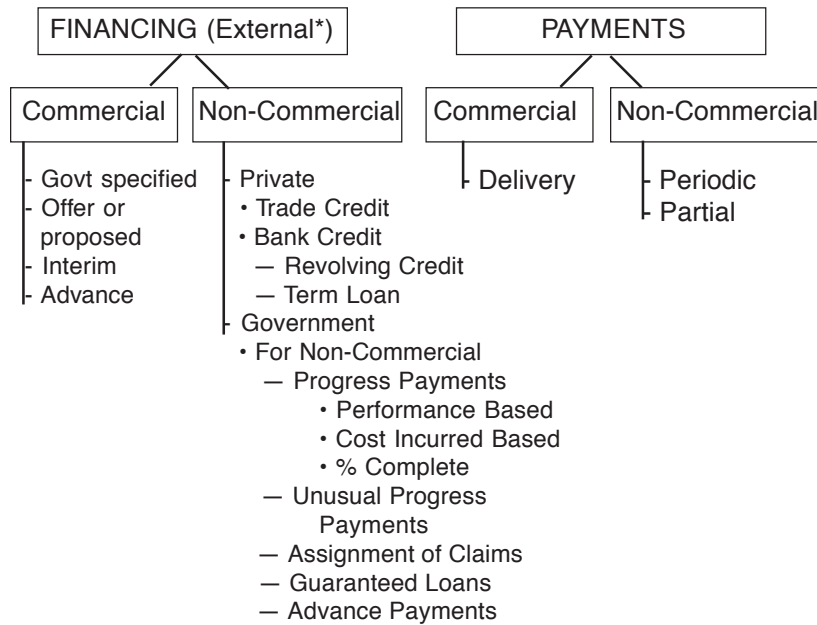 FINANCING (External*)
PAYMENTS
Commercial
Non-Commercial
Commercial
Non-Commercial
- Govt specified
- Offer or
proposed
- Interim
- Advance
- Private
• Trade Credit
• Bank Credit
— Revolving Credit
— Term Loan
- Government
• For Non-Commercial
— Progress Payments
• Performance Based
• Cost Incurred Based
• % Complete
— Unusual Progress
Payments
— Assignment of Claims
— Guaranteed Loans
— Advance Payments
- Delivery
- Periodic
- Partial